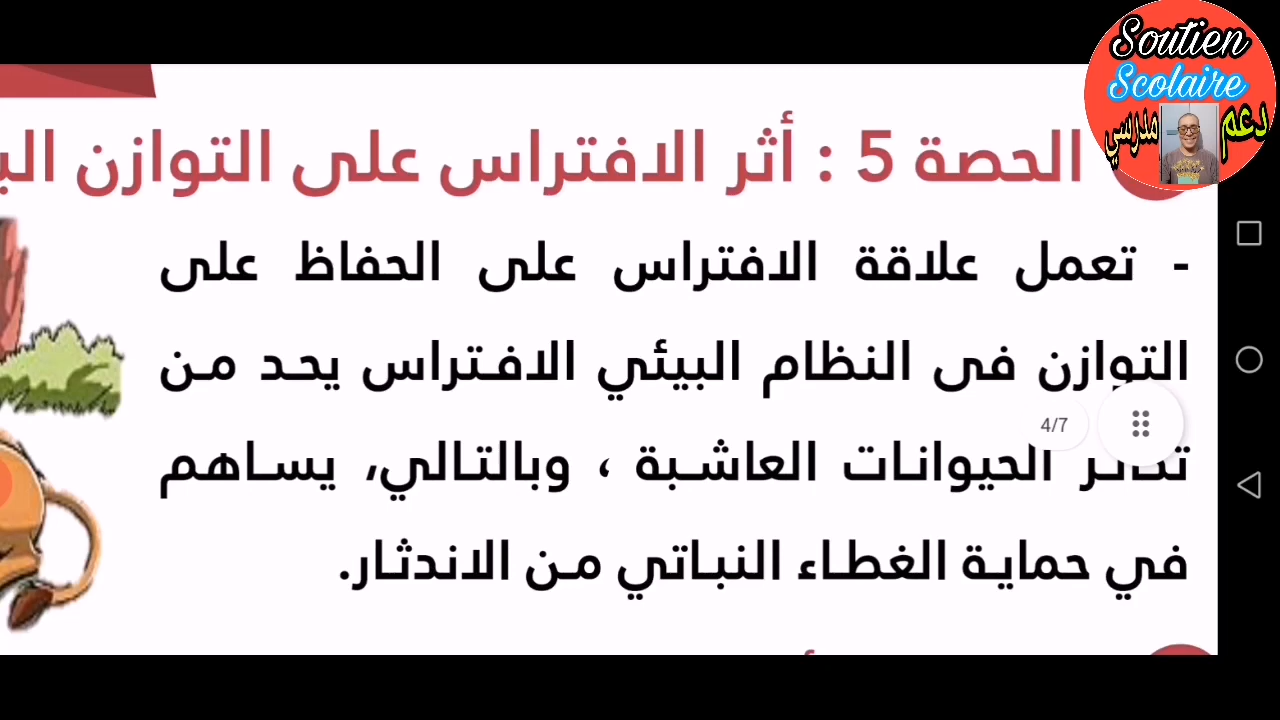 Soutien
Scolaire
دعم مدرسي
الحصة 5 : أثر الافتراس على التوازن
- تعمل علاقة الافتراس على الحفاظ على
التوازن فى النظام البيئي الافتراس يحد من
الحيوانات العاشبة ، وبالتالي، يساهم
4/7
في حماية الغطاء النباتي من الاندثار.